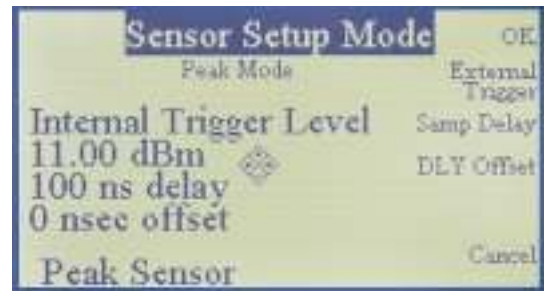 Sensor Setup Mode
OK
Peak Mode
External
Trigger
Internal Trigger Level
Samp Delay
11.00 dBm
DLY Offset
100 ns delay
0 nsec offset
Cancel
Peak Sensor